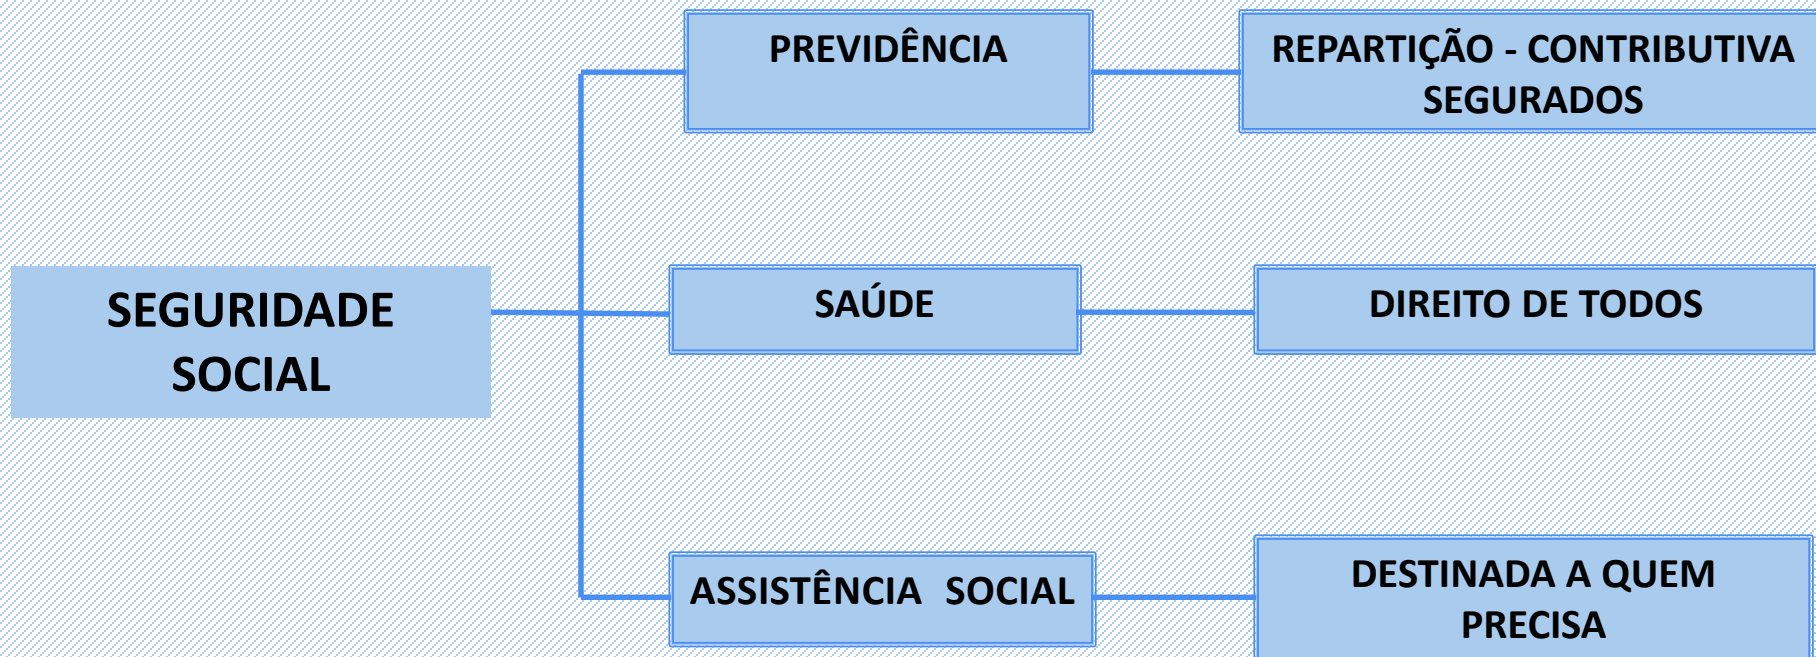 PREVIDÊNCIA
REPARTIÇÃO - CONTRIBUTIVA
SEGURADOS
SEGURIDADE
SOCIAL
SAÚDE
DIREITO DE TODOS
ASSISTÊNCIA SOCIAL
DESTINADA A QUEM
PRECISA